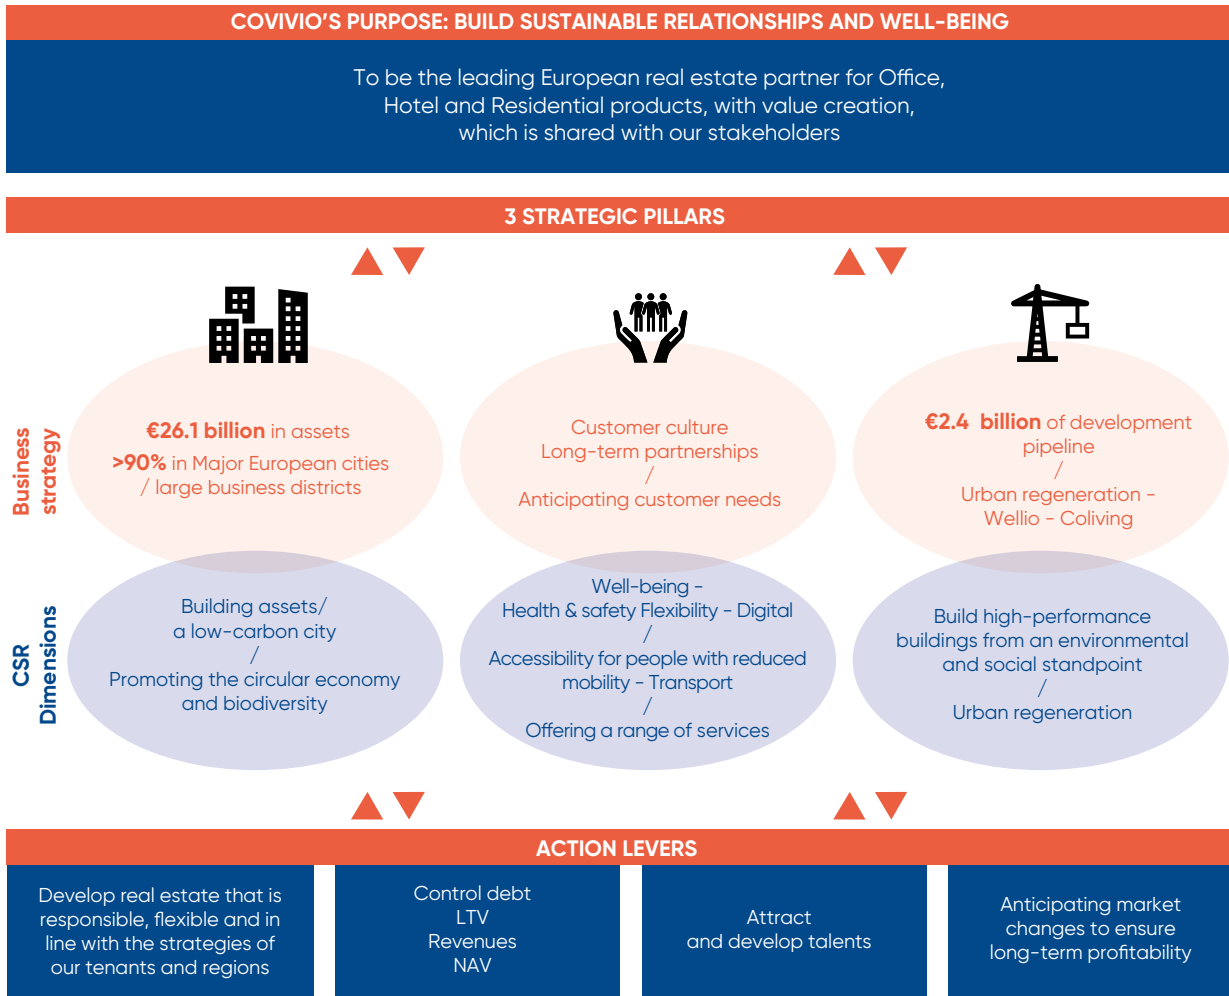 COVIVIO'S PURPOSE: BUILD SUSTAINABLE RELATIONSHIPS AND WELL-BEING
To be the leading European real estate partner for Office,
Hotel and Residential products, with value creation,
which is shared with our stakeholders
3 STRATEGIC PILLARS
Business
strategy
€26.1 billion in assets
>90% in Major European cities
/ large business districts
Customer culture
Long-term partnerships
/
Anticipating customer needs
€2.4 billion of development
pipeline
/
Urban regeneration -
Wellio - Coliving
CSR
Dimensions
Building assets/
a low-carbon city
/
Promoting the circular economy
and biodiversity
Well-being -
Health & safety Flexibility - Digital
/
Accessibility for people with reduced
mobility - Transport
/
Offering a range of services
Build high-performance
buildings from an environmental
and social standpoint
/
Urban regeneration
ACTION LEVERS
Develop real estate that is
responsible, flexible and in
line with the strategies of
our tenants and regions
Control debt
LTV
Revenues
NAV
Attract
and develop talents
Anticipating market
changes to ensure
long-term profitability